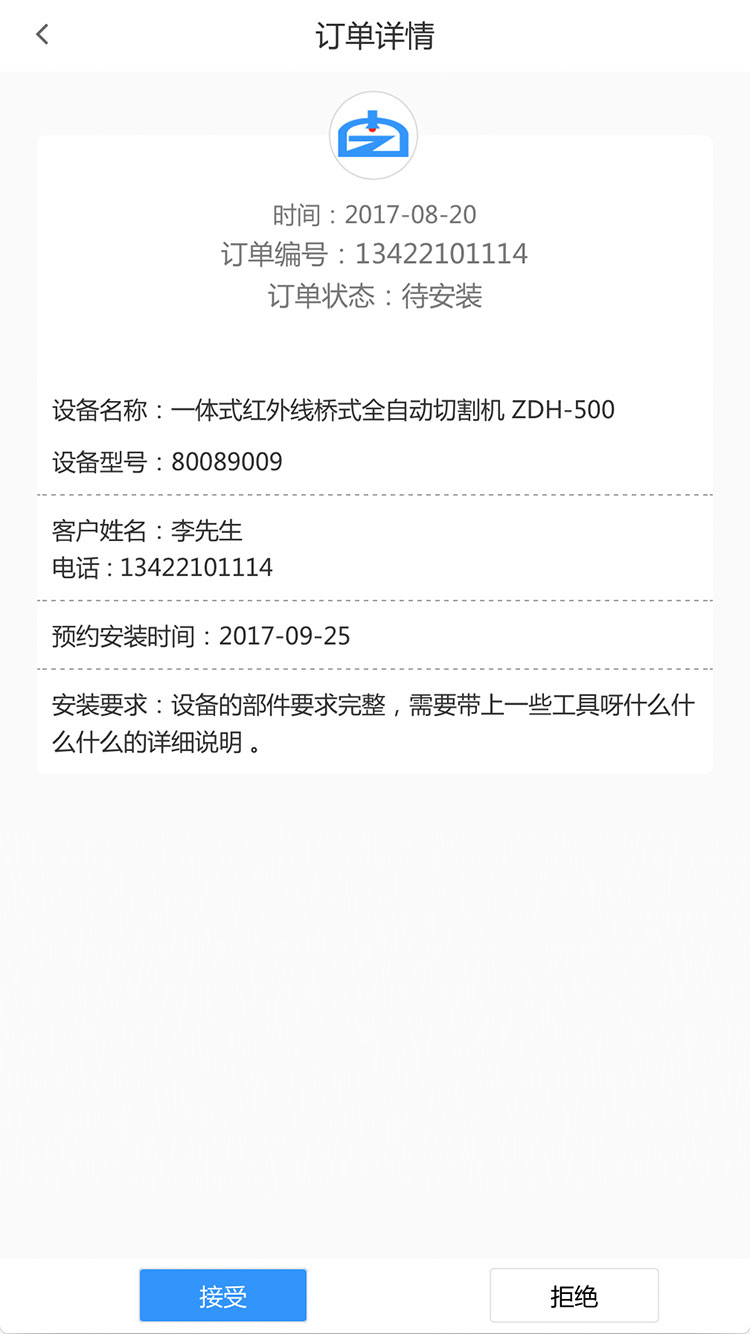 订单详情
时间：2017-08-20
订单编号：13422101114
订单状态：待安装
设备名称：一体式红外线桥式全自动切割机 ZDH-500
设备型号：80089009
客户姓名：李先生
电话：13422101114
预约安装时间：2017-09-25
安装要求：设备的部件要求完整，需要带上一些工具呀什么什
么什么的详细说明 。
接受
拒绝